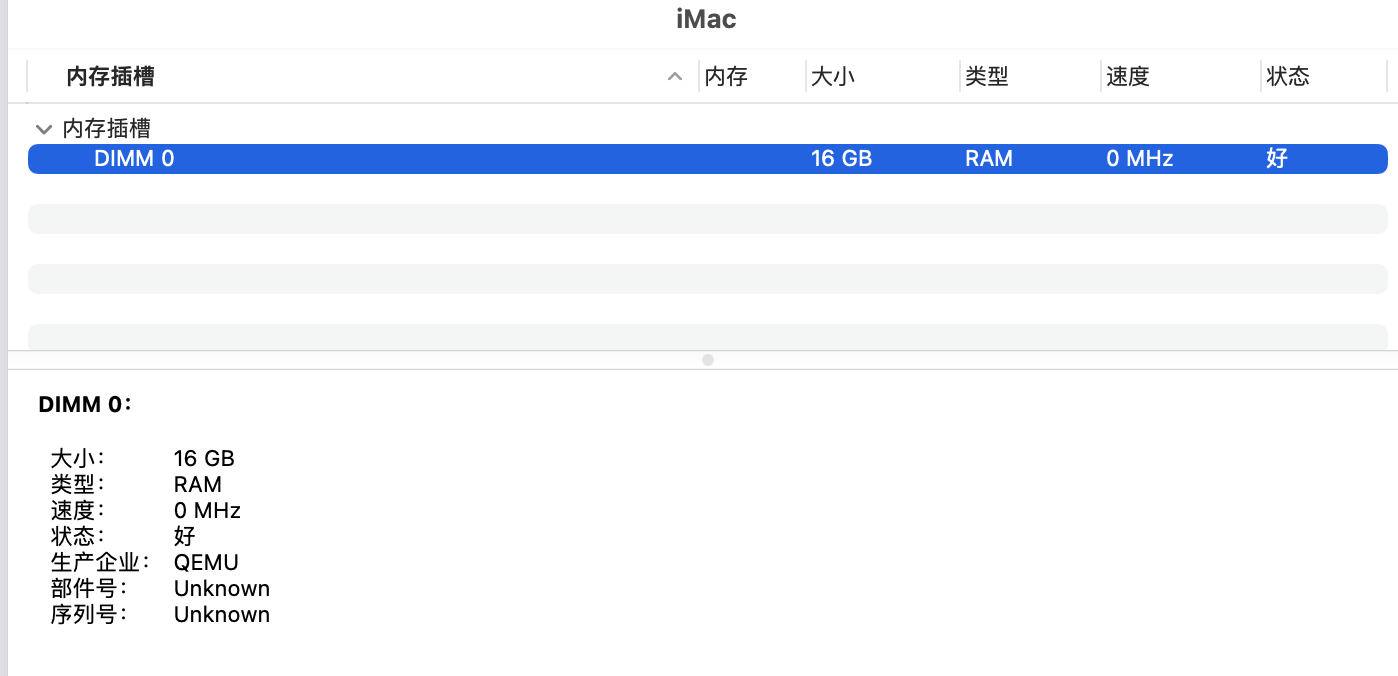 iMac
内存插槽 内存 大小 类型 速度 状态
内存插槽
DIMM 0 16 GB RAM 0 MHz 好
DIMM 0：
大小： 16 GB
类型： RAM
速度： 0 MHz
状态： 好
生产企业： QEMU
部件号： Unknown
序列号： Unknown